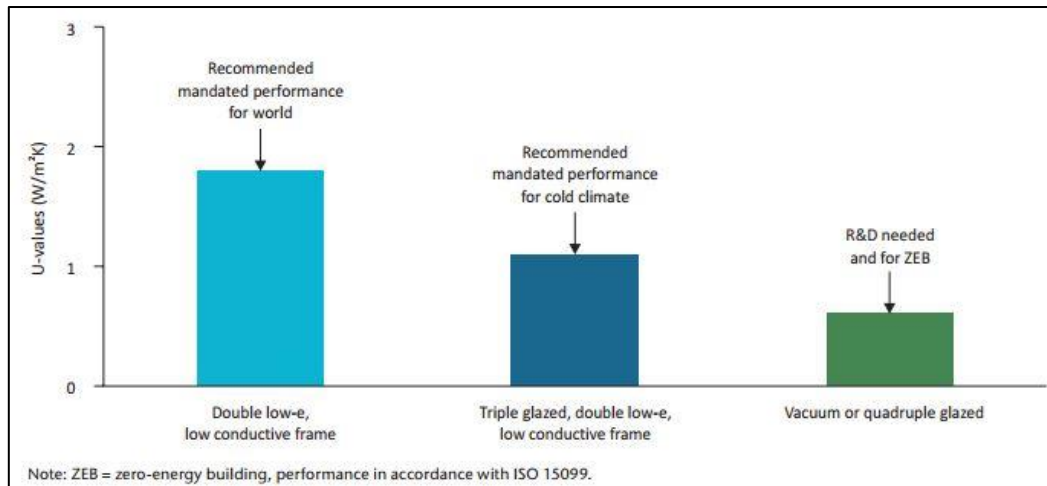 3
Recommended
mandated performance
for world
2
Recommended
mandated performance
for cold climate
R&D needed
and for ZEB
1
0
U-values (W/m²K)
Double low-e,
low conductive frame
Triple glazed, double low-e,
low conductive frame
Vacuum or quadruple glazed
Note: ZEB = zero-energy building, performance in accordance with ISO 15099.